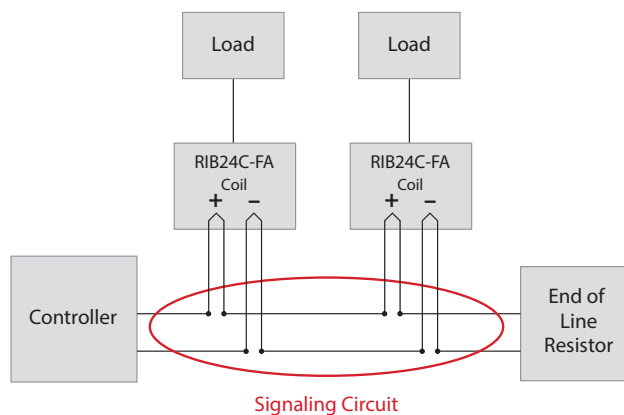 Load
Load
RIB24C-FA
Coil
+ –
RIB24C-FA
Coil
+ –
Controller
End of
Line
Resistor
Signaling Circuit